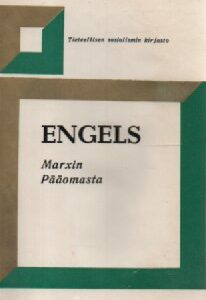 Tieteellisen sosialismin kirjasto
ENGELS
Marxin
Pääomasta